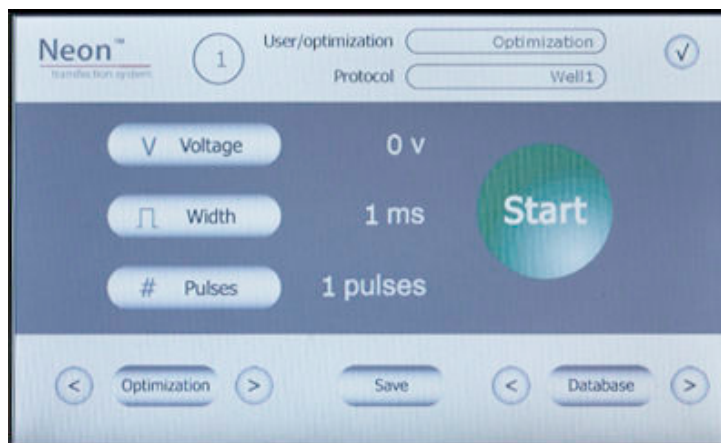 Neon™
transfection system
1
User/optimization Optimization
Protocol Well1
√
V Voltage 0 v
Width 1 ms
Start
# Pulses 1 pulses
< Optimization > Save < Database >